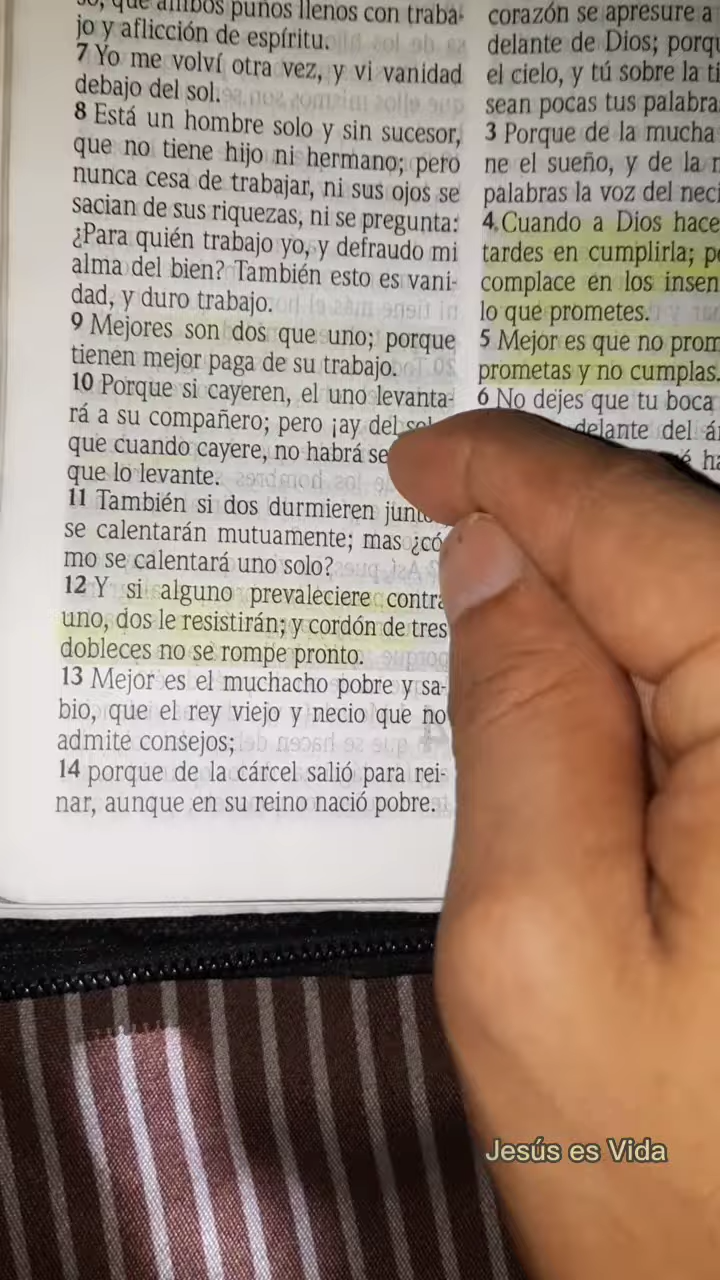 que ambos puños llenos con traba-
jo y aflicción de espíritu.
7 Yo me volví otra vez, y vi vanidad
debajo del sol.
8 Está un hombre solo y sin sucesor,
que no tiene hijo ni hermano; pero
nunca cesa de trabajar, ni sus ojos se
sacian de sus riquezas, ni se pregunta:
¿Para quién trabajo yo, y defraudo mi
alma del bien? También esto es vani-
dad, y duro trabajo.
9 Mejores son dos que uno; porque
tienen mejor paga de su trabajo.
10 Porque si cayeren, el uno levanta-
rá a su compañero; pero ¡ay del
que cuando cayere, no habrá se
que lo levante.
11 También si dos durmieren
se calentarán mutuamente; mas ¿có
mo se calentará uno solo?
12 Y si alguno prevaleciere contra
uno, dos le resistirán; y cordón de tres
dobleces no se rompe pronto.
13 Mejor es el muchacho pobre y sa-
bio, que el rey viejo y necio que no
admite consejos;
14 porque de la cárcel salió para rei-
nar, aunque en su reino nació pobre.
corazón se apresure a
delante de Dios;
el cielo, y tú sobre la
sean pocas tus
3 Porque de la mucha
ne el sueño, y de la
palabras la voz del
4 Cuando a Dios hace
tardes en cumplirla;
complace en los
lo que prometes.
5 Mejor es que no
prometas y no cumplas.
6 No dejes que tu boca
delante del
Jesús es Vida